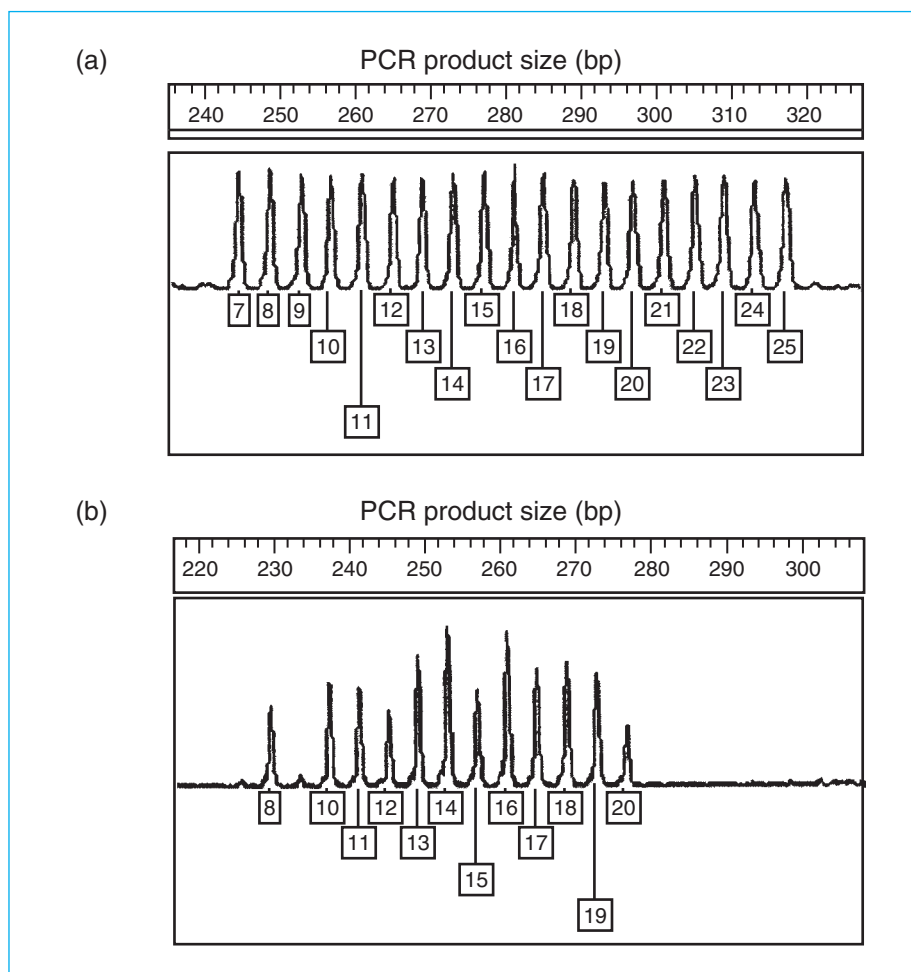 (a) PCR product size (bp)
240 250 260 270 280 290 300 310 320
7 8 9 12 15 18 21 24
10 13 16 19 22 25
14 17 20 23
11
(b) PCR product size (bp)
220 230 240 250 260 270 280 290 300
8 10 12 14 16 18 20
11 13 17
15
19